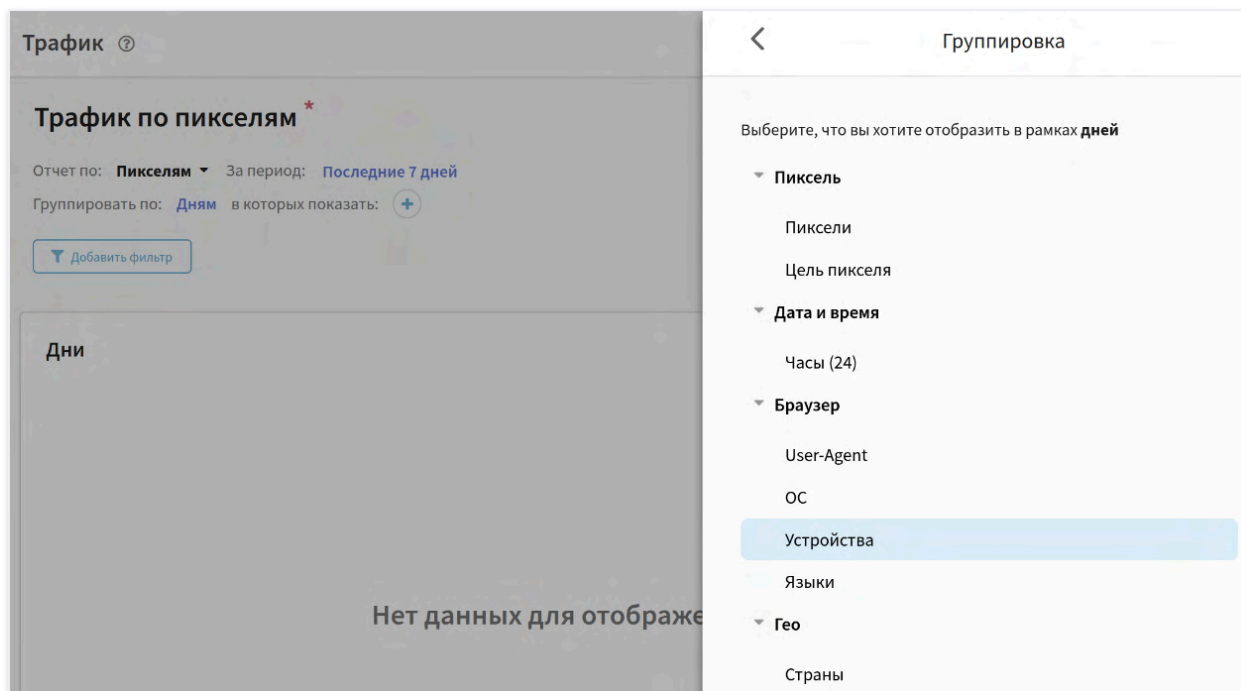 Трафик
Трафик по пикселям *
Отчет по: Пикселям За период: Последние 7 дней
Группировать по: Дням в которых показать: +
Добавить фильтр
Дни
Нет данных для отображе
Группировка
Выберите, что вы хотите отобразить в рамках дней
Пиксель
Пиксели
Цель пикселя
Дата и время
Часы (24)
Браузер
User-Agent
ОС
Устройства
Языки
Гео
Страны